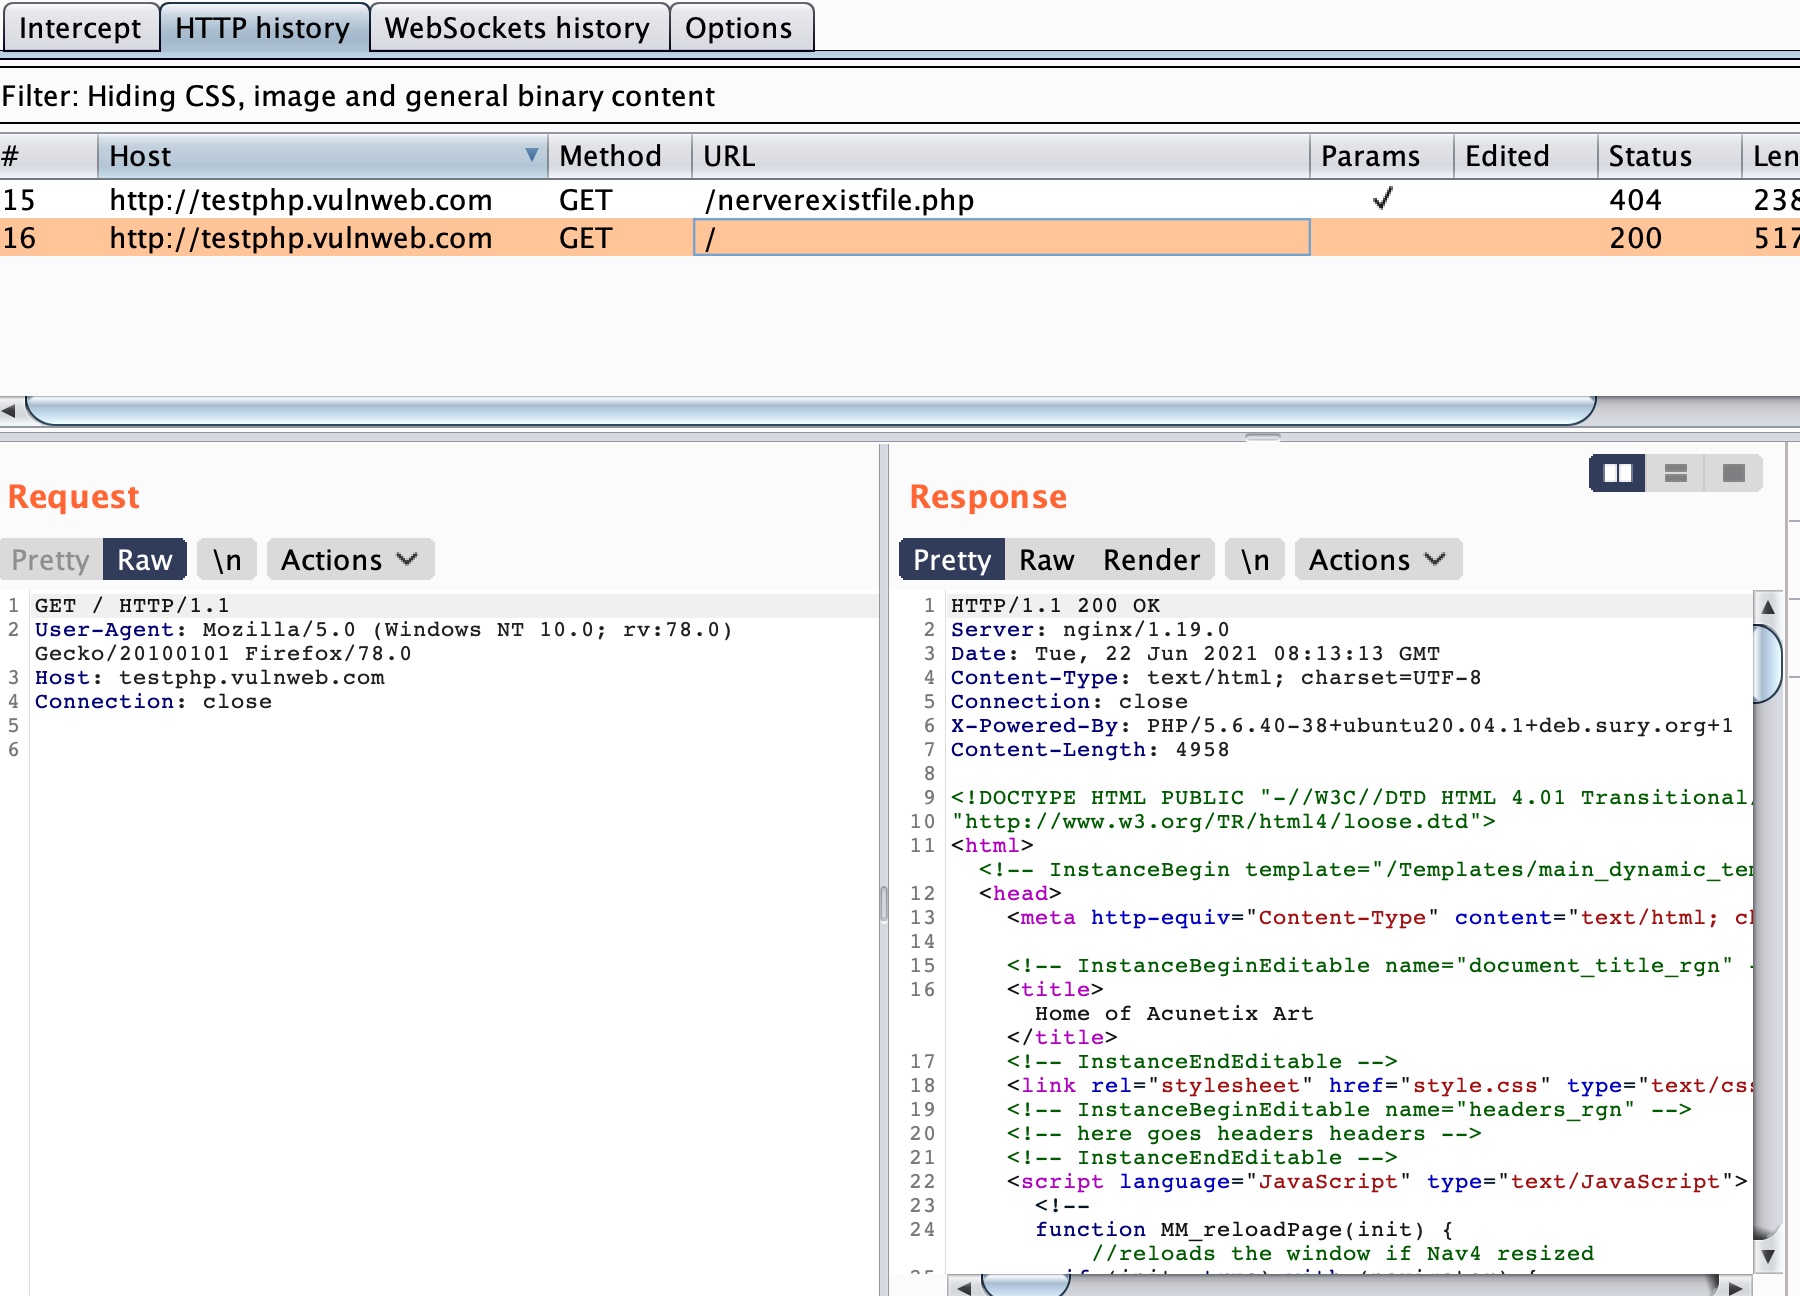 Intercept HTTP history WebSockets history Options
Filter: Hiding CSS, image and general binary content
# Host Method URL Params Edited Status Len
15 http://testphp.vulnweb.com GET /nerverexistfile.php ✓ 404 238
16 http://testphp.vulnweb.com GET / 200 517
Request
Pretty Raw \n Actions
1 GET / HTTP/1.1
2 User-Agent: Mozilla/5.0 (Windows NT 10.0; rv:78.0)
Gecko/20100101 Firefox/78.0
3 Host: testphp.vulnweb.com
4 Connection: close
5
6
Response
Pretty Raw Render \n Actions
1 HTTP/1.1 200 OK
2 Server: nginx/1.19.0
3 Date: Tue, 22 Jun 2021 08:13:13 GMT
4 Content-Type: text/html; charset=UTF-8
5 Connection: close
6 X-Powered-By: PHP/5.6.40-38+ubuntu20.04.1+deb.sury.org+1
7 Content-Length: 4958
8
9 <!DOCTYPE HTML PUBLIC "-//W3C//DTD HTML 4.01 Transitional/
10 "http://www.w3.org/TR/html4/loose.dtd">
11 <html>
<!-- InstanceBegin template="/Templates/main_dynamic_tem
12 <head>
13 <meta http-equiv="Content-Type" content="text/html; ch
14
15 <!-- InstanceBeginEditable name="document_title_rgn" -
16 <title>
Home of Acunetix Art
</title>
17 <!-- InstanceEndEditable -->
18 <link rel="stylesheet" href="style.css" type="text/css
19 <!-- InstanceBeginEditable name="headers_rgn" -->
20 <!-- here goes headers headers -->
21 <!-- InstanceEndEditable -->
22 <script language="JavaScript" type="text/JavaScript">
23 <!--
24 function MM_reloadPage(init) {
//reloads the window if Nav4 resized